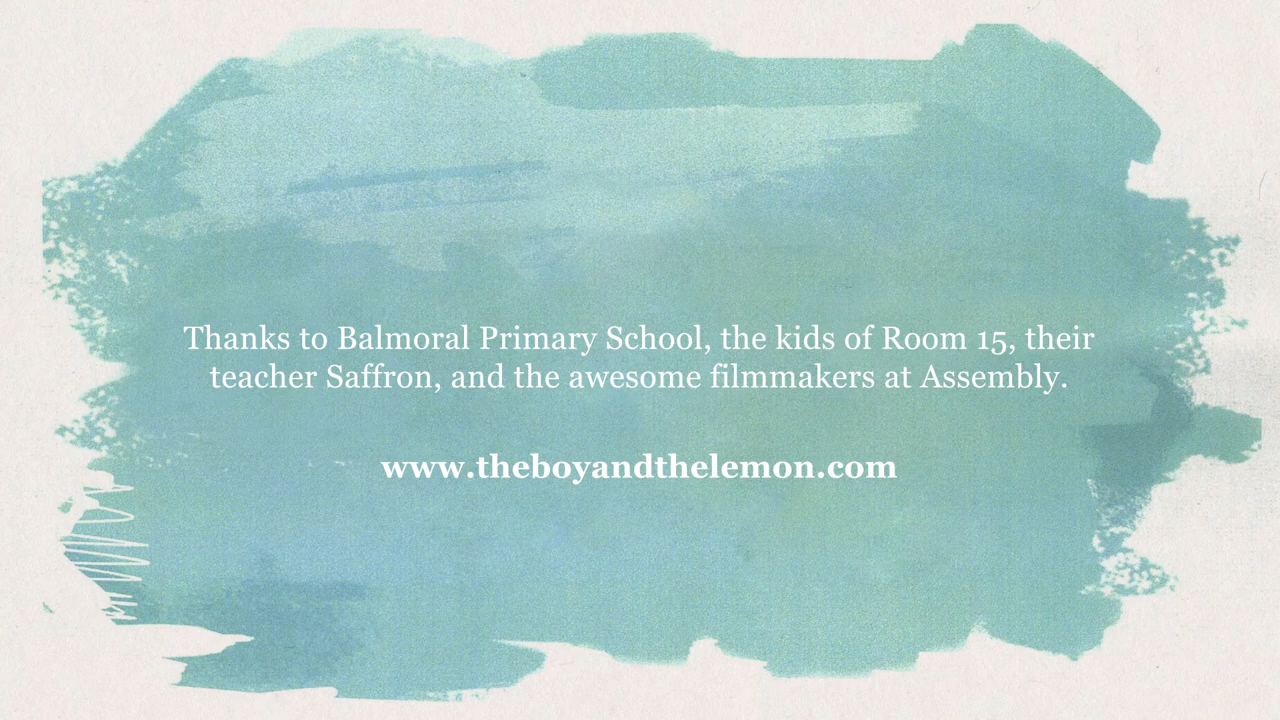 Thanks to Balmoral Primary School, the kids of Room 15, their
teacher Saffron, and the awesome filmmakers at Assembly.
www.theboyandthelemon.com